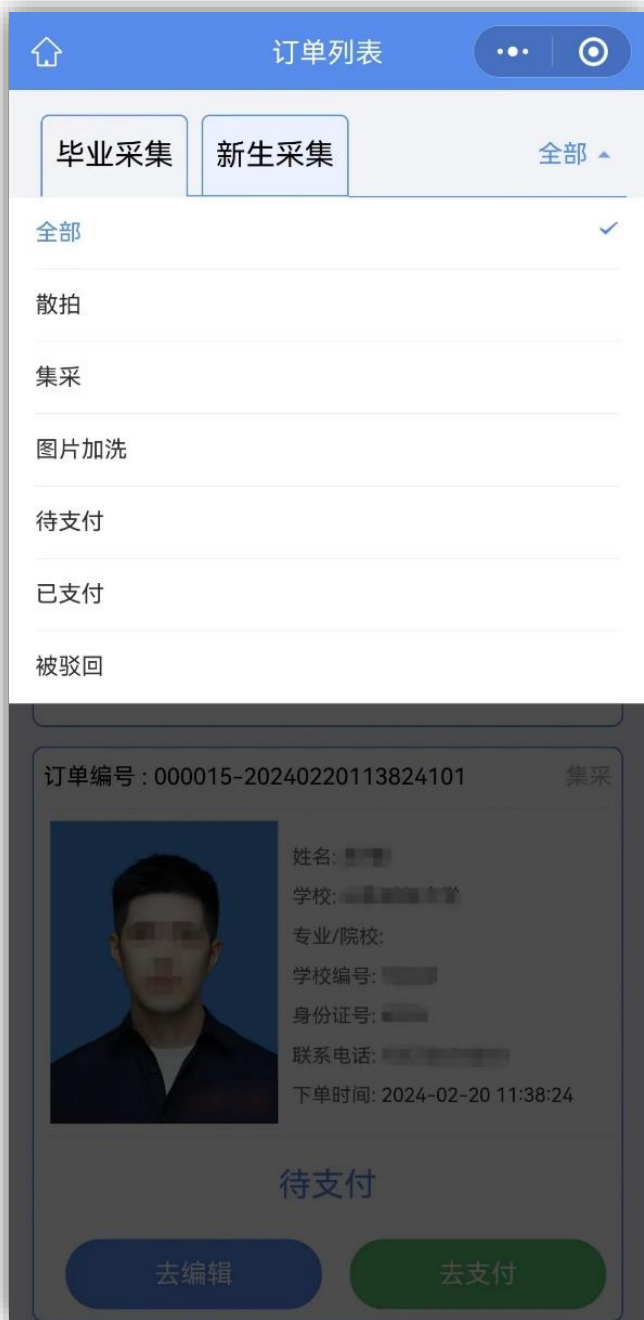 订单列表
毕业采集 新生采集 全部
全部
散拍
集采
图片加洗
待支付
已支付
被驳回
订单编号 : 000015-20240220113824101 集采
姓名:
学校:
专业/院校:
学校编号:
身份证号:
联系电话:
下单时间: 2024-02-20 11:38:24
待支付
去编辑 去支付